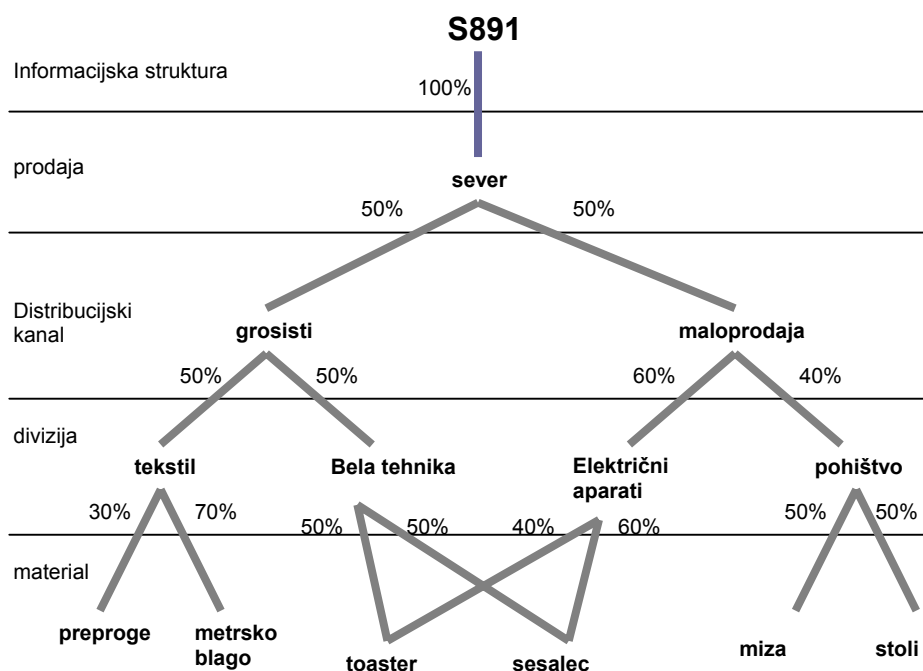 S891
Informacijska struktura
100%
prodaja
sever
50%
50%
Distribucijski
kanal
grosisti
maloprodaja
50%
50%
60%
40%
divizija
tekstil
Bela tehnika
Električni
aparati
pohištvo
30%
70%
50%
50%
40%
60%
50%
50%
material
preproge
metrsko
blago
toaster
sesalec
miza
stoli